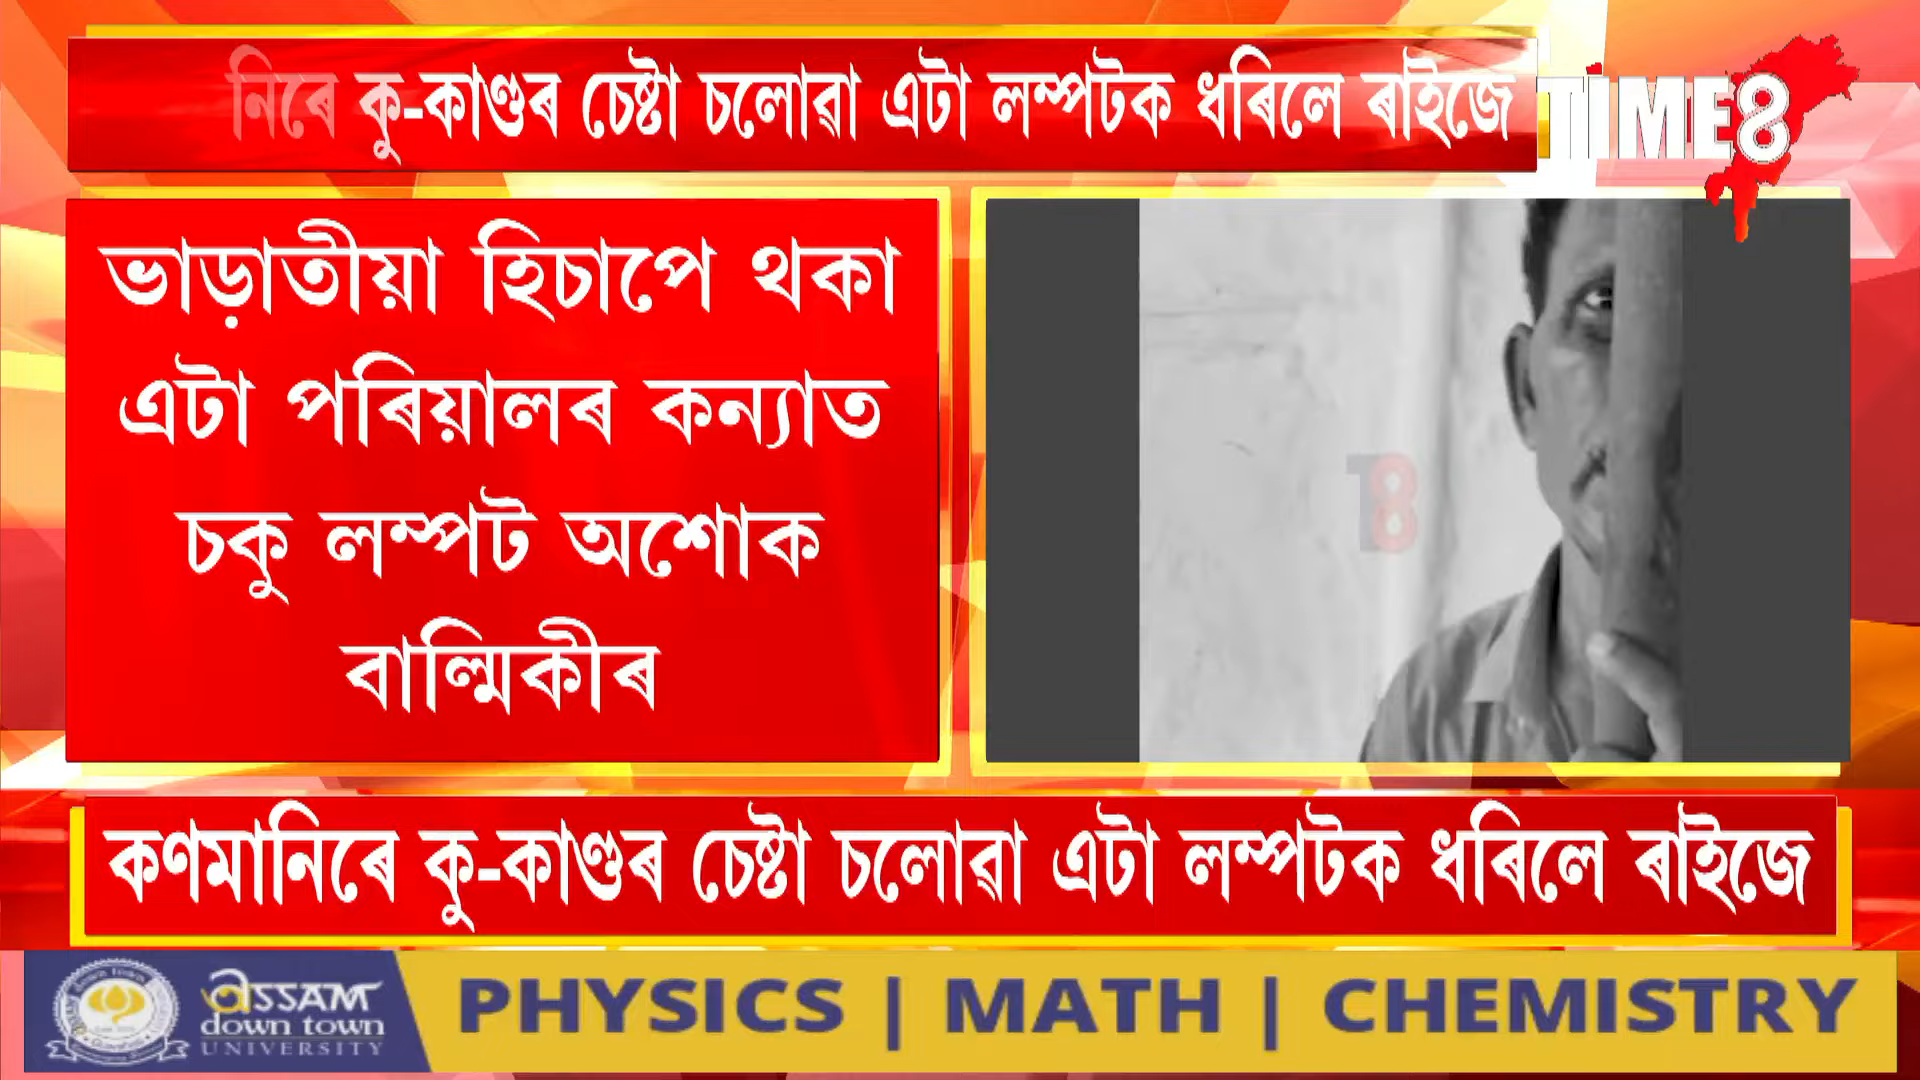 নিৰে কু-কাণ্ডৰ চেষ্টা চলোৱা এটা লম্পটক ধৰিলে ৰাইজে
TIME8
ভাড়াতীয়া হিচাপে থকা
এটা পৰিয়ালৰ কন্যাত
চকু লম্পট অশোক
বাল্মিকীৰ
T8
কণমানিৰে কু-কাণ্ডৰ চেষ্টা চলোৱা এটা লম্পটক ধৰিলে ৰাইজে
assam
down town
UNIVERSITY
PHYSICS | MATH | CHEMISTRY